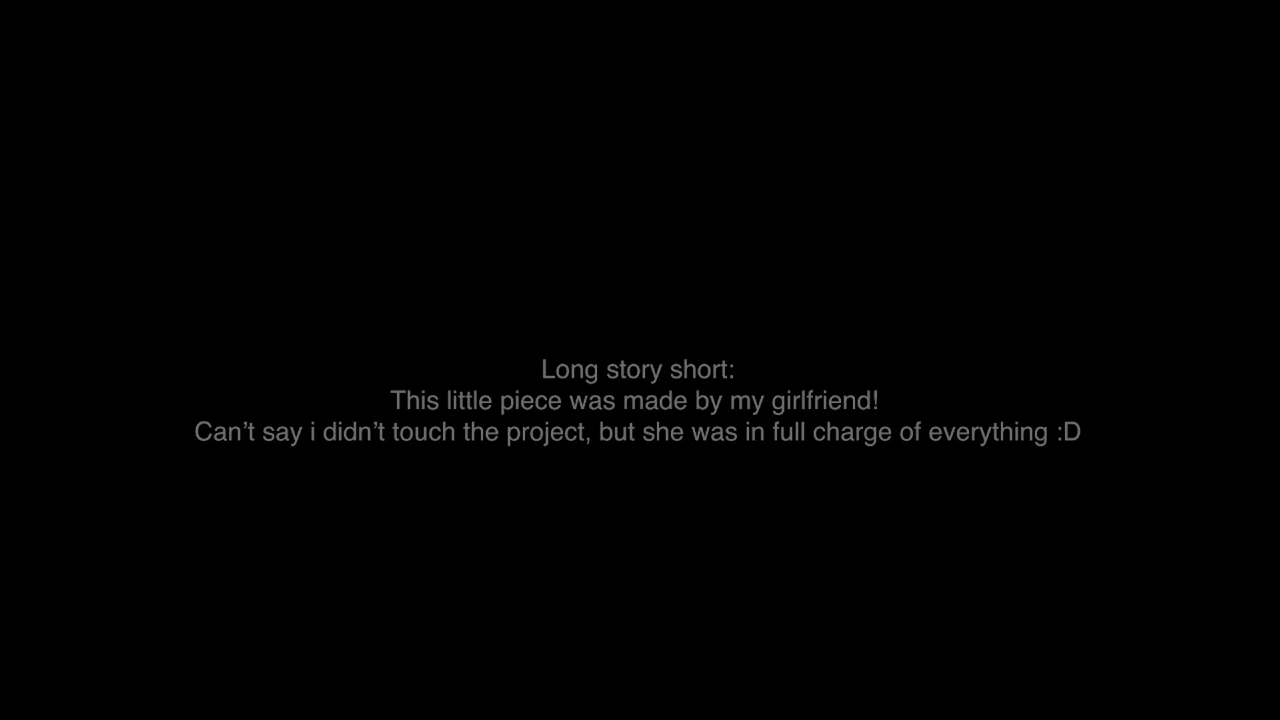 Long story short:
This little piece was made by my girlfriend!
Can’t say i didn’t touch the project, but she was in full charge of everything :D